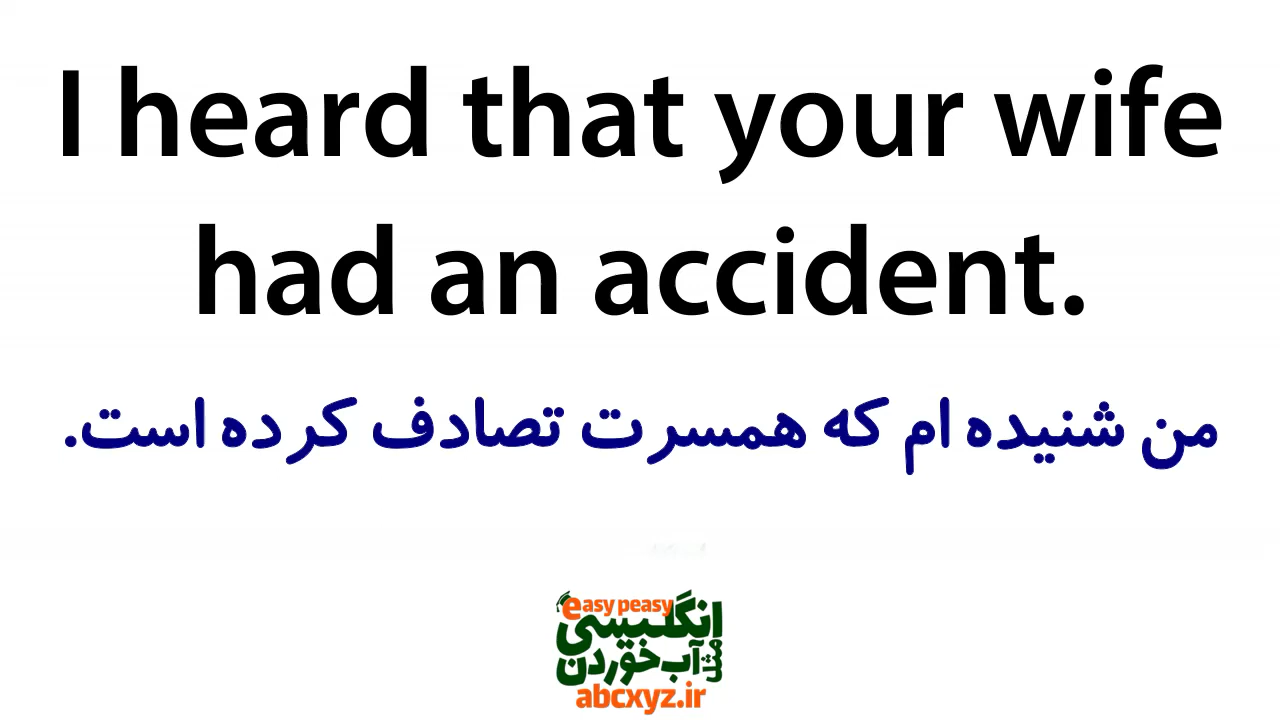 I heard that your wife
had an accident.
من شنیده ام که همسرت تصادف کرده است.
easy peasy
انگلیسی
مثل آب خوردن
abcxyz.ir